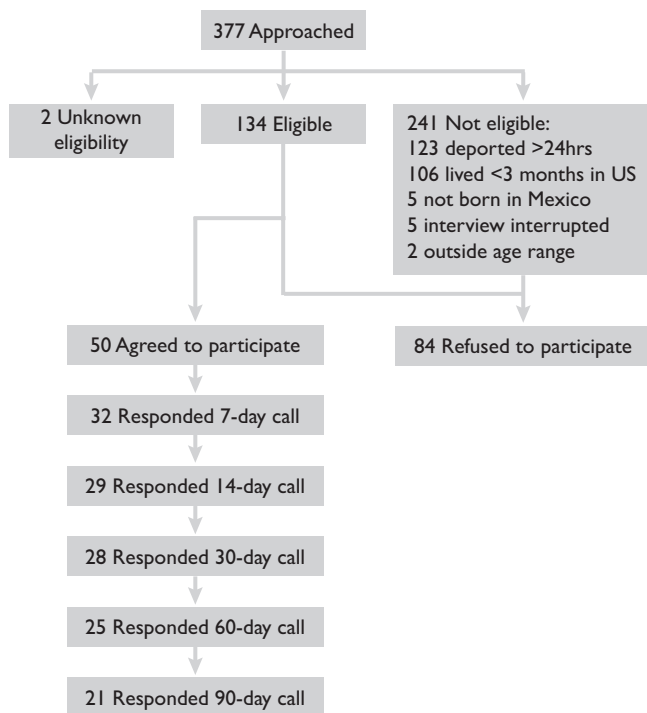 377 Approached
2 Unknown
eligibility
134 Eligible
241 Not eligible:
123 deported >24hrs
106 lived <3 months in US
5 not born in Mexico
5 interview interrupted
2 outside age range
50 Agreed to participate
84 Refused to participate
32 Responded 7-day call
29 Responded 14-day call
28 Responded 30-day call
25 Responded 60-day call
21 Responded 90-day call